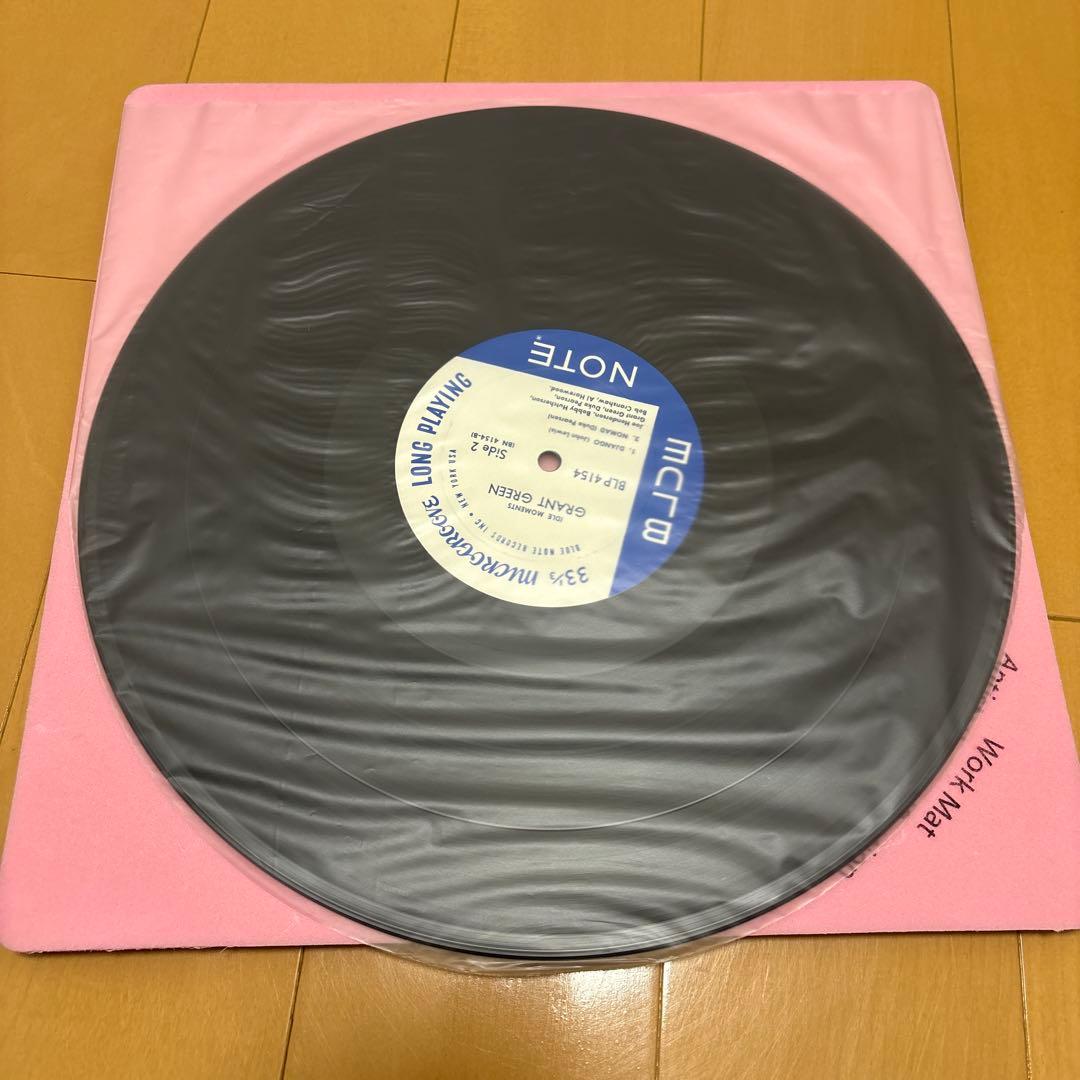 BLUE
NOTE
33⅓ MICROGROOVE LONG PLAYING
BLUE NOTE RECORDS INC • NEW YORK USA
IDLE MOMENTS
GRANT GREEN
BLP 4154
Side 2
(BN 4154-B)
1. DJANGO (John Lewis)
2. NOMAD (Duke Pearson)
Joe Henderson, Bobby Hutcherson,
Grant Green, Duke Pearson,
Bob Cranshaw, Al Harewood.
Work Mat